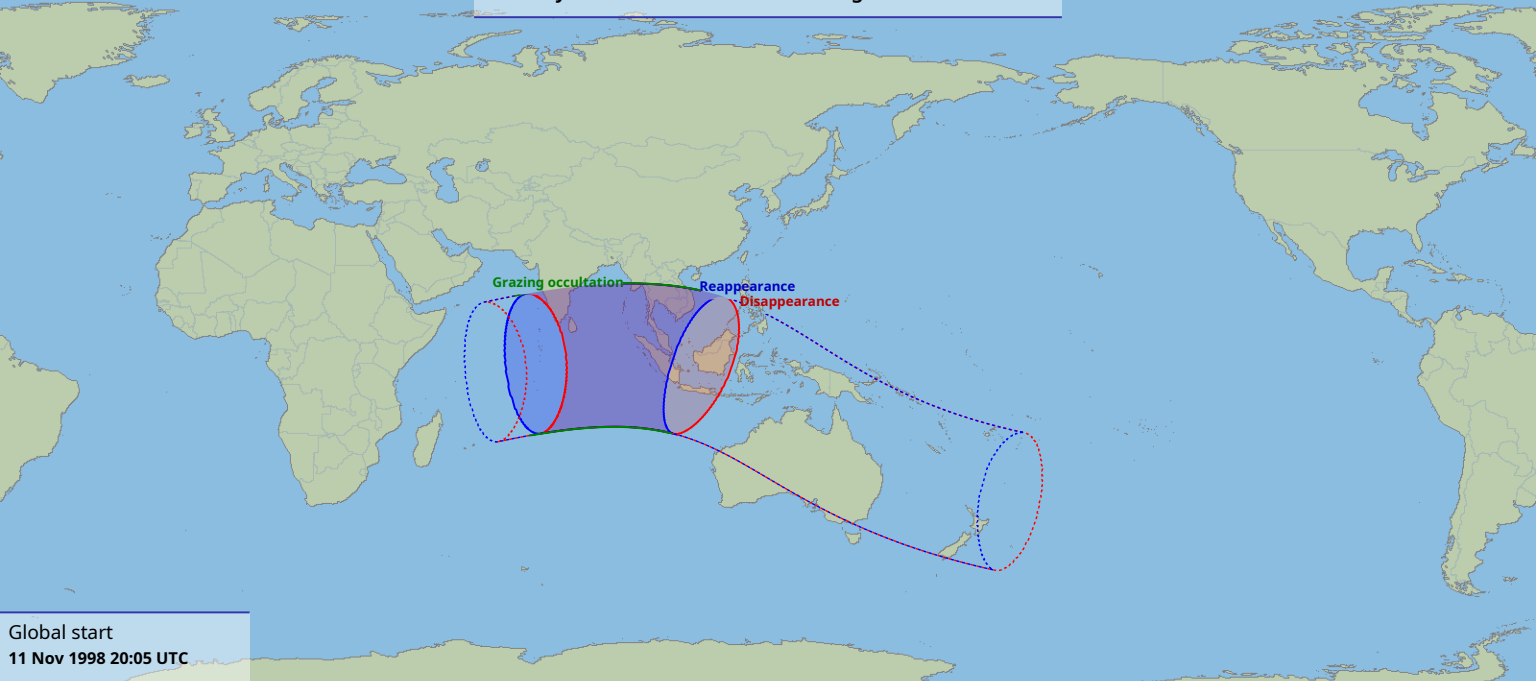 Grazing occultation
Reappearance
Disappearance
Global start
11 Nov 1998 20:05 UTC